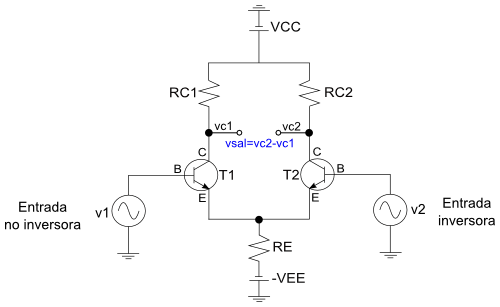 VCC
RC1
RC2
vc1
vc2
vsal=vc2-vc1
C
C
B
T1
T2
B
E
E
Entrada
no inversora
v1
v2
Entrada
inversora
RE
-VEE